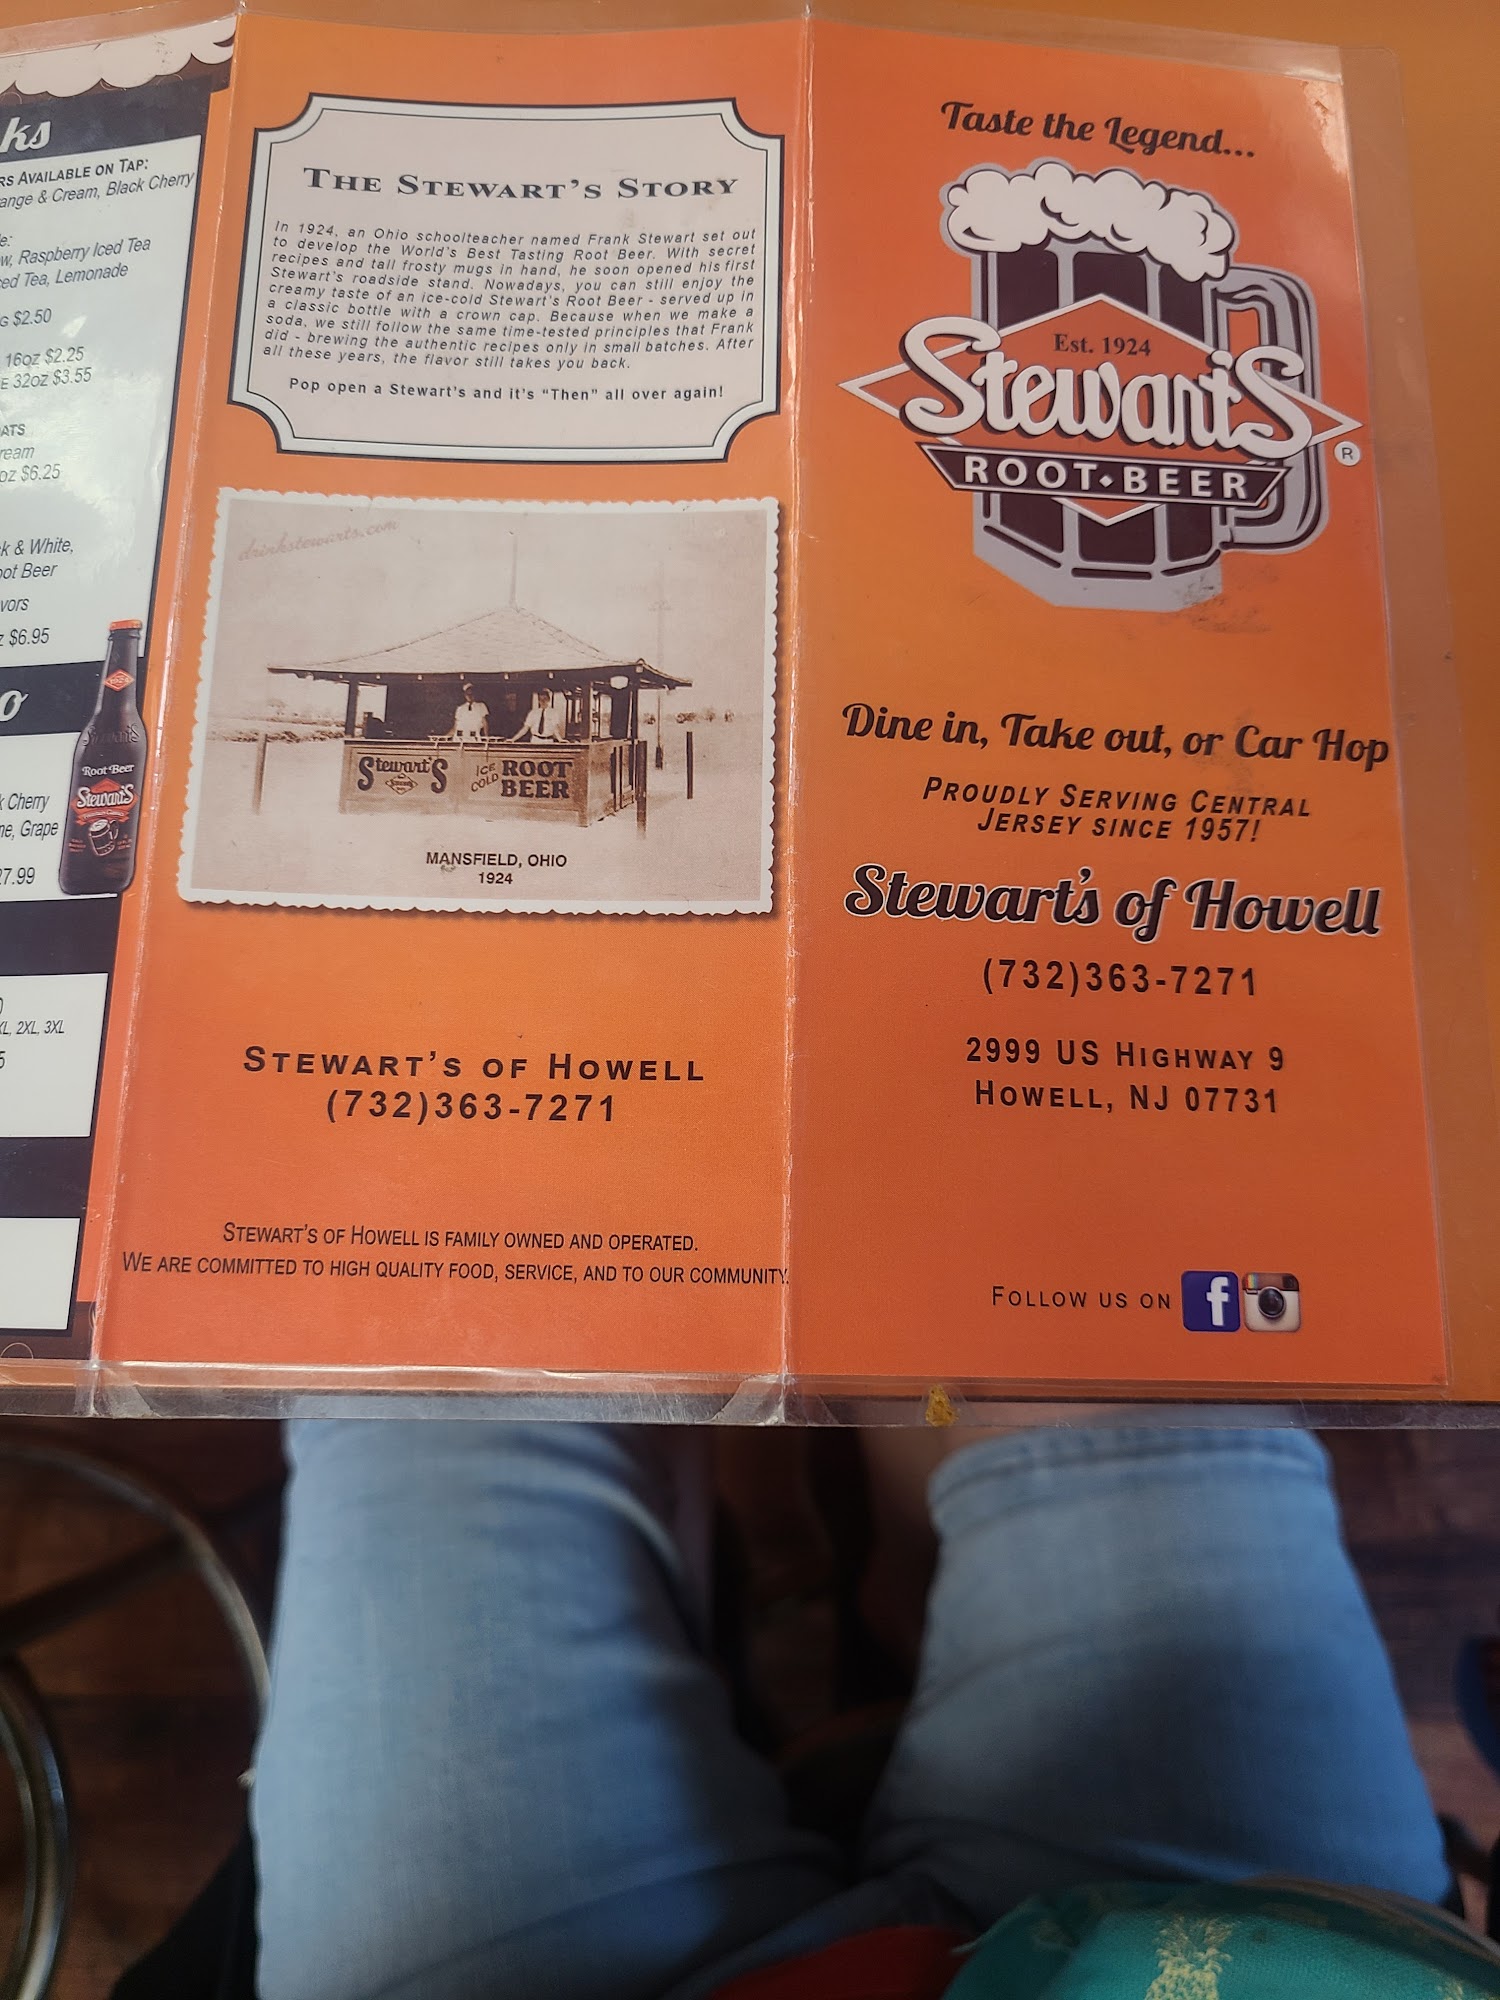 ks
AVAILABLE ON TAP:
& Cream, Black Cherry
Raspberry Iced Tea
Tea, Lemonade
$2.50
16oz $2.25
32oz $3.55
$6.25
& White,
Beer
$6.95
Cherry
Grape
2XL, 3XL
Root Beer
Stewart's
THE STEWART'S STORY
In 1924, an Ohio schoolteacher named Frank Stewart set out
to develop the World's Best Tasting Root Beer. With secret
recipes and tall frosty mugs in hand, he soon opened his first
Stewart's roadside stand. Nowadays, you can still enjoy the
creamy taste of an ice-cold Stewart's Root Beer - served up in
a classic bottle with a crown cap. Because when we make a
soda, we still follow the same time-tested principles that Frank
did - brewing the authentic recipes only in small batches. After
all these years, the flavor still takes you back.
Pop open a Stewart's and it's "Then" all over again!
drinkstewarts.com
Stewart's
ICE COLD ROOT BEER
MANSFIELD, OHIO
1924
STEWART'S OF HOWELL
(732)363-7271
STEWART'S OF HOWELL IS FAMILY OWNED AND OPERATED.
WE ARE COMMITTED TO HIGH QUALITY FOOD, SERVICE, AND TO OUR COMMUNITY.
Taste the Legend...
Est. 1924
Stewart's
ROOT•BEER
®
Dine in, Take out, or Car Hop
PROUDLY SERVING CENTRAL
JERSEY SINCE 1957!
Stewart's of Howell
(732)363-7271
2999 US HIGHWAY 9
HOWELL, NJ 07731
FOLLOW US ON f